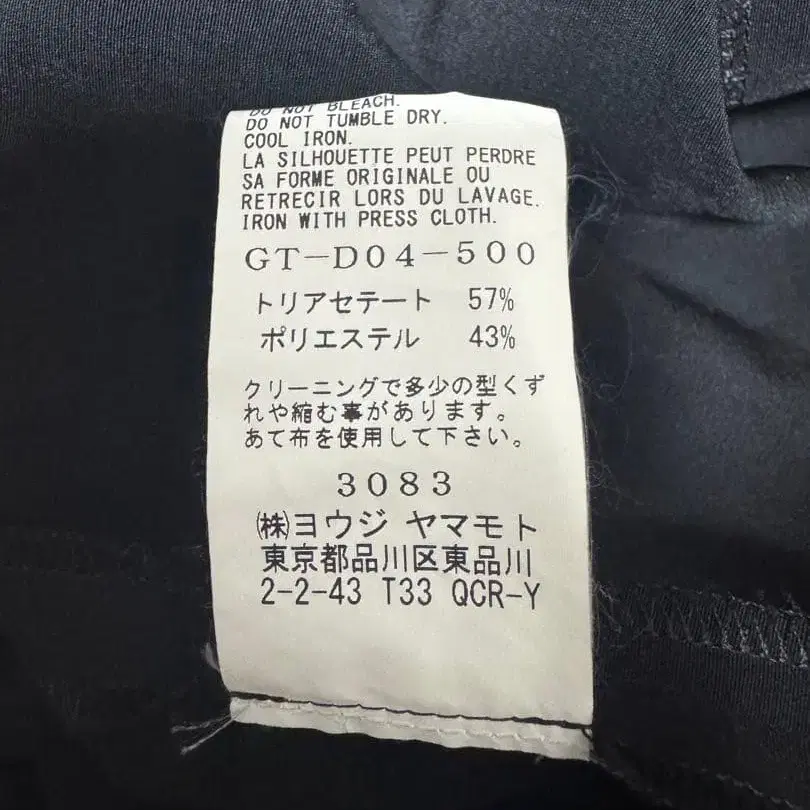 DO NOT BLEACH.
DO NOT TUMBLE DRY.
COOL IRON.
LA SILHOUETTE PEUT PERDRE
SA FORME ORIGINALE OU
RETRECIR LORS DU LAVAGE.
IRON WITH PRESS CLOTH.
GT-D04-500
トリアセテート 57%
ポリエステル 43%
クリーニングで多少の型くず
れや縮む事があります。
あて布を使用して下さい。
3083
㈱ヨウジ ヤマモト
東京都品川区東品川
2-2-43 T33 QCR-Y